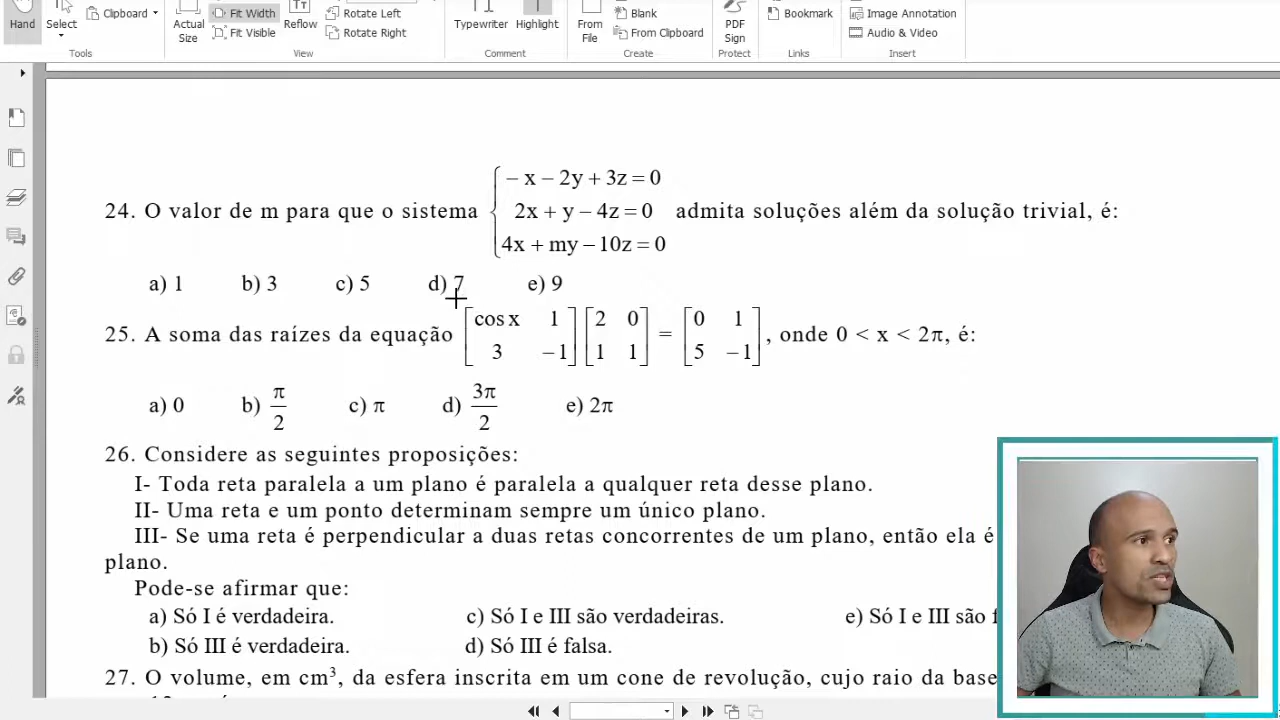 Hand
Select
Clipboard
Tools
Actual Size
Fit Width
Fit Visible
Reflow
Rotate Left
Rotate Right
View
Typewriter
Highlight
Comment
From File
Blank
From Clipboard
Create
PDF Sign
Protect
Bookmark
Links
Image Annotation
Audio & Video
Insert
24. O valor de m para que o sistema { − x − 2y + 3z = 0
2x + y − 4z = 0
4x + my − 10z = 0 admita soluções além da solução trivial, é:
a) 1 b) 3 c) 5 d) 7 e) 9
25. A soma das raízes da equação [cos x 1 / 3 −1] [2 0 / 1 1] = [0 1 / 5 −1], onde 0 < x < 2π, é:
a) 0 b) π/2 c) π d) 3π/2 e) 2π
26. Considere as seguintes proposições:
I- Toda reta paralela a um plano é paralela a qualquer reta desse plano.
II- Uma reta e um ponto determinam sempre um único plano.
III- Se uma reta é perpendicular a duas retas concorrentes de um plano, então ela é
plano.
Pode-se afirmar que:
a) Só I é verdadeira. c) Só I e III são verdadeiras. e) Só I e III são
b) Só III é verdadeira. d) Só III é falsa.
27. O volume, em cm³, da esfera inscrita em um cone de revolução, cujo raio da base